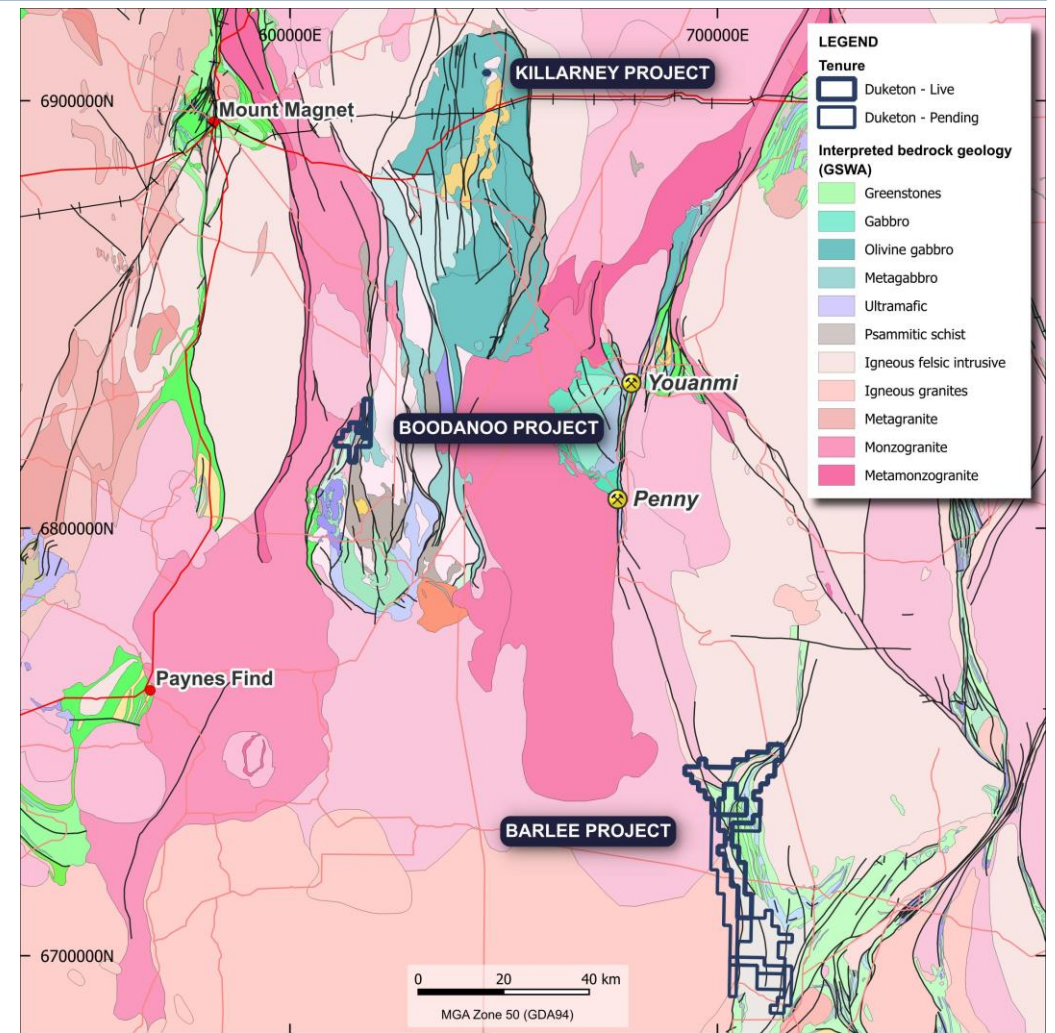 600000E
700000E
6900000N
Mount Magnet
KILLARNEY PROJECT
LEGEND
Tenure
Duketon - Live
Duketon - Pending
Interpreted bedrock geology
(GSWA)
Greenstones
Gabbro
Olivine gabbro
Metagabbro
Ultramafic
Psammitic schist
Igneous felsic intrusive
Igneous granites
Metagranite
Monzogranite
Metamonzogranite
Youanmi
BOODANOO PROJECT
Penny
6800000N
Paynes Find
BARLEE PROJECT
6700000N
0 20 40 km
MGA Zone 50 (GDA94)